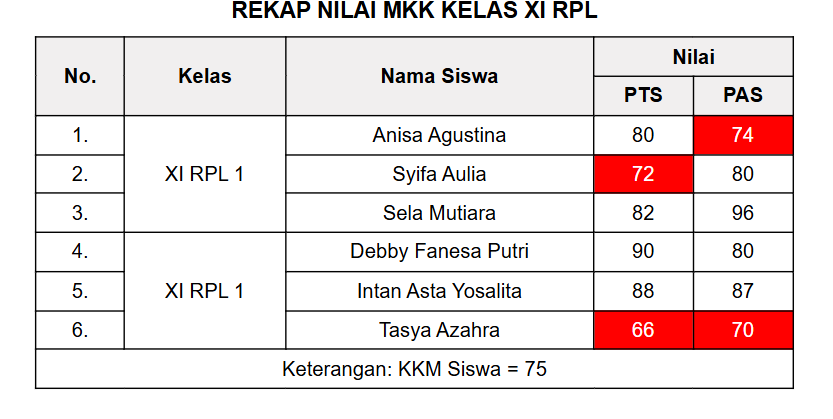 REKAP NILAI MKK KELAS XI RPL
No. Kelas Nama Siswa Nilai
PTS PAS
1. XI RPL 1 Anisa Agustina 80 74
2. Syifa Aulia 72 80
3. Sela Mutiara 82 96
4. XI RPL 1 Debby Fanesa Putri 90 80
5. Intan Asta Yosalita 88 87
6. Tasya Azahra 66 70
Keterangan: KKM Siswa = 75